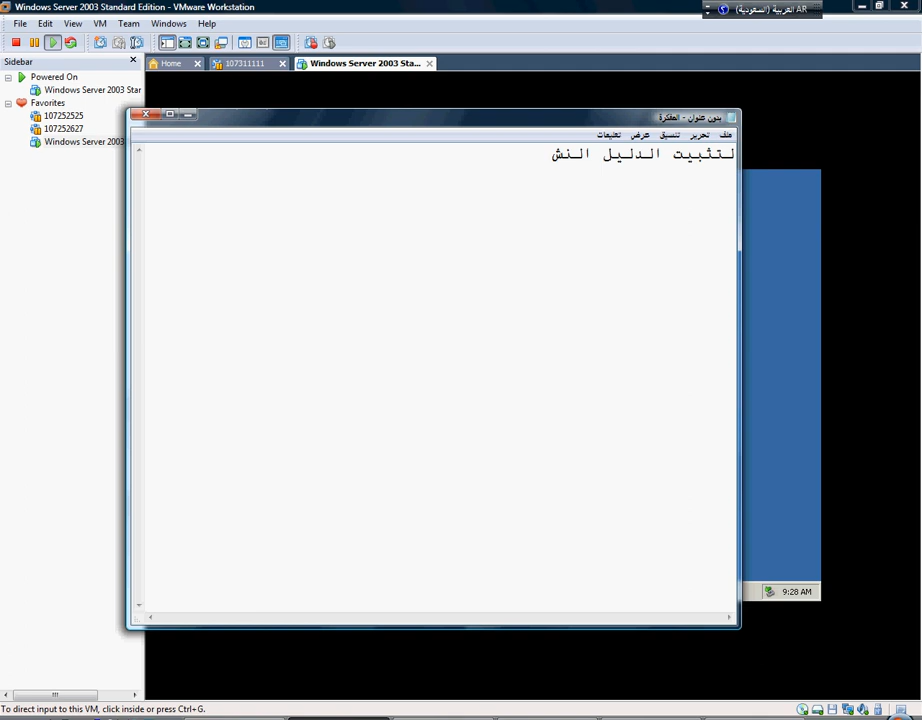 Windows Server 2003 Standard Edition - VMware Workstation
AR العربية (السعودية)
File Edit View VM Team Windows Help
Sidebar
Home
107311111
Windows Server 2003 Sta...
Powered On
Windows Server 2003 Star
Favorites
107252525
107252627
Windows Server 2003
بدون عنوان - المفكرة
ملف تحرير تنسيق عرض تعليمات
لتثبيت الدليل النش
9:28 AM
To direct input to this VM, click inside or press Ctrl+G.